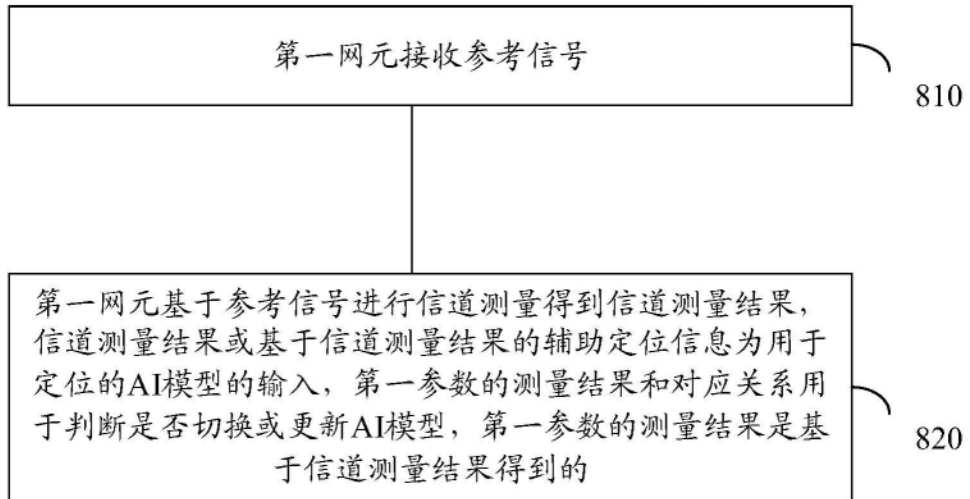 第一网元接收参考信号
810
第一网元基于参考信号进行信道测量得到信道测量结果，
信道测量结果或基于信道测量结果的辅助定位信息为用于
定位的AI模型的输入，第一参数的测量结果和对应关系用
于判断是否切换或更新AI模型，第一参数的测量结果是基
于信道测量结果得到的
820